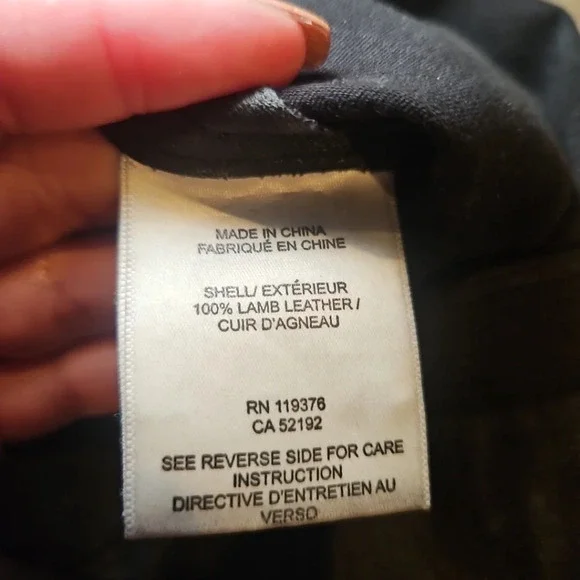 MADE IN CHINA
FABRIQUÉ EN CHINE
SHELL/ EXTÉRIEUR
100% LAMB LEATHER /
CUIR D'AGNEAU
RN 119376
CA 52192
SEE REVERSE SIDE FOR CARE
INSTRUCTION
DIRECTIVE D'ENTRETIEN AU
VERSO